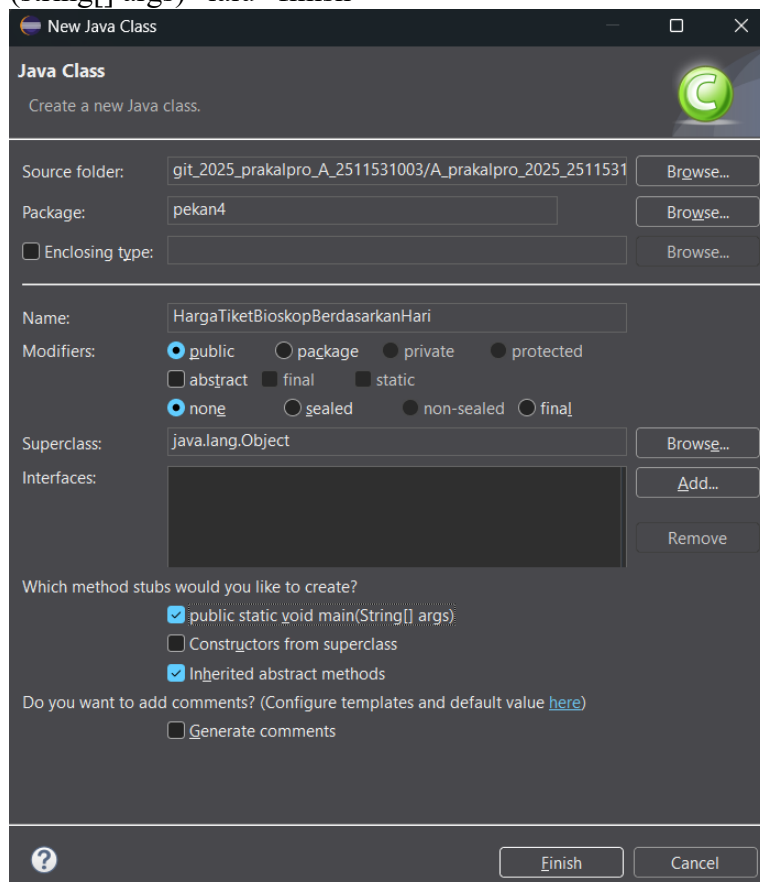 (String[] args)
New Java Class
Java Class
Create a new Java class.
Source folder: git_2025_prakalpro_A_2511531003/A_prakalpro_2025_2511531 Browse...
Package: pekan4 Browse...
Enclosing type: Browse...
Name: HargaTiketBioskopBerdasarkanHari
Modifiers: public package private protected
abstract final static
none sealed non-sealed final
Superclass: java.lang.Object Browse...
Interfaces: Add...
Remove
Which method stubs would you like to create?
public static void main(String[] args)
Constructors from superclass
Inherited abstract methods
Do you want to add comments? (Configure templates and default value here)
Generate comments
? Finish Cancel